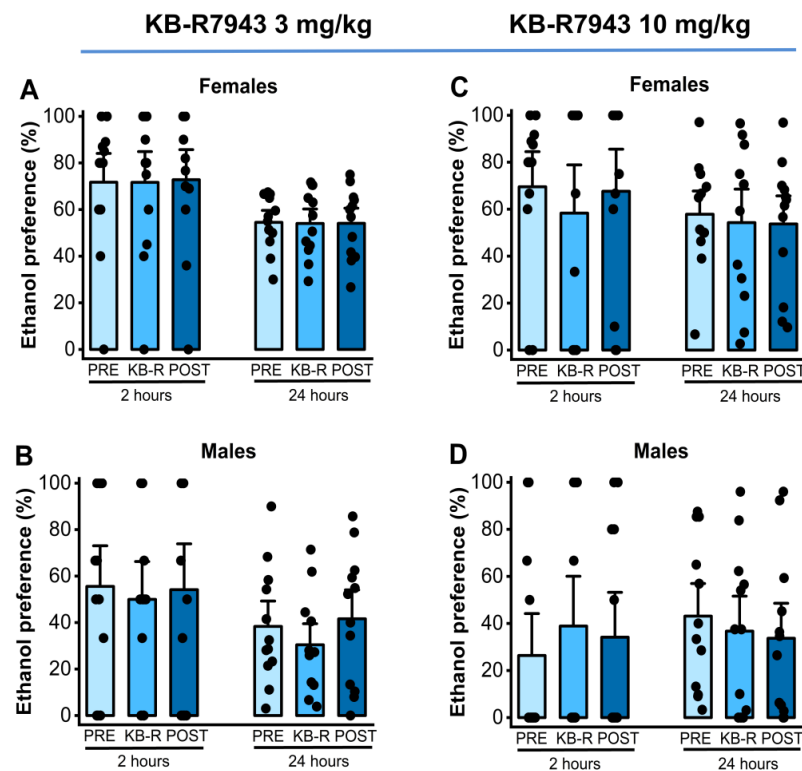 KB-R7943 3 mg/kg
KB-R7943 10 mg/kg
A
Females
Ethanol preference (%)
100
80
60
40
20
0
PRE KB-R POST PRE KB-R POST
2 hours 24 hours
C
Females
Ethanol preference (%)
100
80
60
40
20
0
PRE KB-R POST PRE KB-R POST
2 hours 24 hours
B
Males
Ethanol preference (%)
100
80
60
40
20
0
PRE KB-R POST PRE KB-R POST
2 hours 24 hours
D
Males
Ethanol preference (%)
100
80
60
40
20
0
PRE KB-R POST PRE KB-R POST
2 hours 24 hours